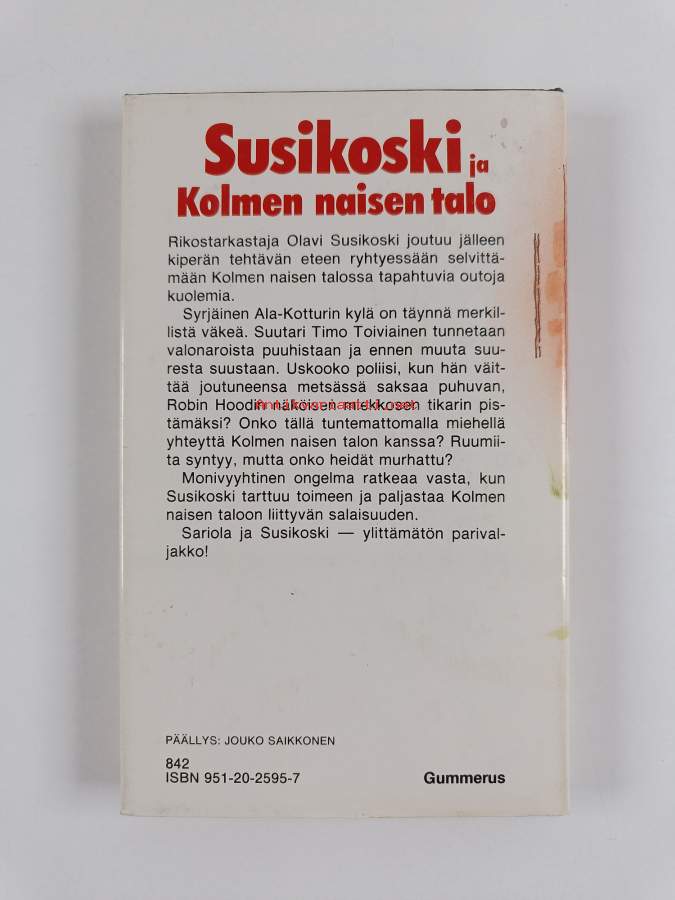 Susikoski ja
Kolmen naisen talo
Rikostarkastaja Olavi Susikoski joutuu jälleen
kiperän tehtävän eteen ryhtyessään selvittä-
mään Kolmen naisen talossa tapahtuvia outoja
kuolemia.
Syrjäinen Ala-Kotturin kylä on täynnä merkil-
listä väkeä. Suutari Timo Toiviainen tunnetaan
valonaroista puuhistaan ja ennen muuta suu-
resta suustaan. Uskooko poliisi, kun hän väit-
tää joutuneensa metsässä saksaa puhuvan,
Robin Hoodin näköisen miekkosen tikarin pis-
tämäksi? Onko tällä tuntemattomalla miehellä
yhteyttä Kolmen naisen talon kanssa? Ruumii-
ta syntyy, mutta onko heidät murhattu?
Monivyyhtinen ongelma ratkeaa vasta, kun
Susikoski tarttuu toimeen ja paljastaa Kolmen
naisen taloon liittyvän salaisuuden.
Sariola ja Susikoski — ylittämätön parival-
jakko!
PÄÄLLYS: JOUKO SAIKKONEN
842
ISBN 951-20-2595-7
Gummerus